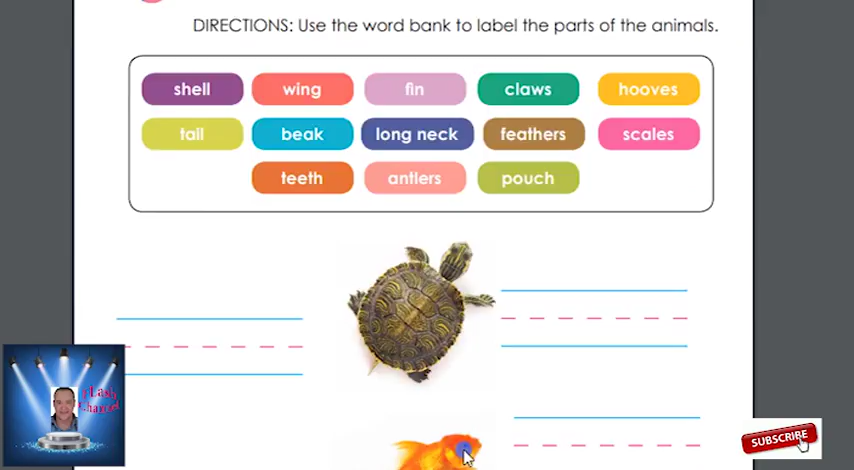 DIRECTIONS: Use the word bank to label the parts of the animals.
shell wing fin claws hooves
tail beak long neck feathers scales
teeth antlers pouch
SUBSCRIBE